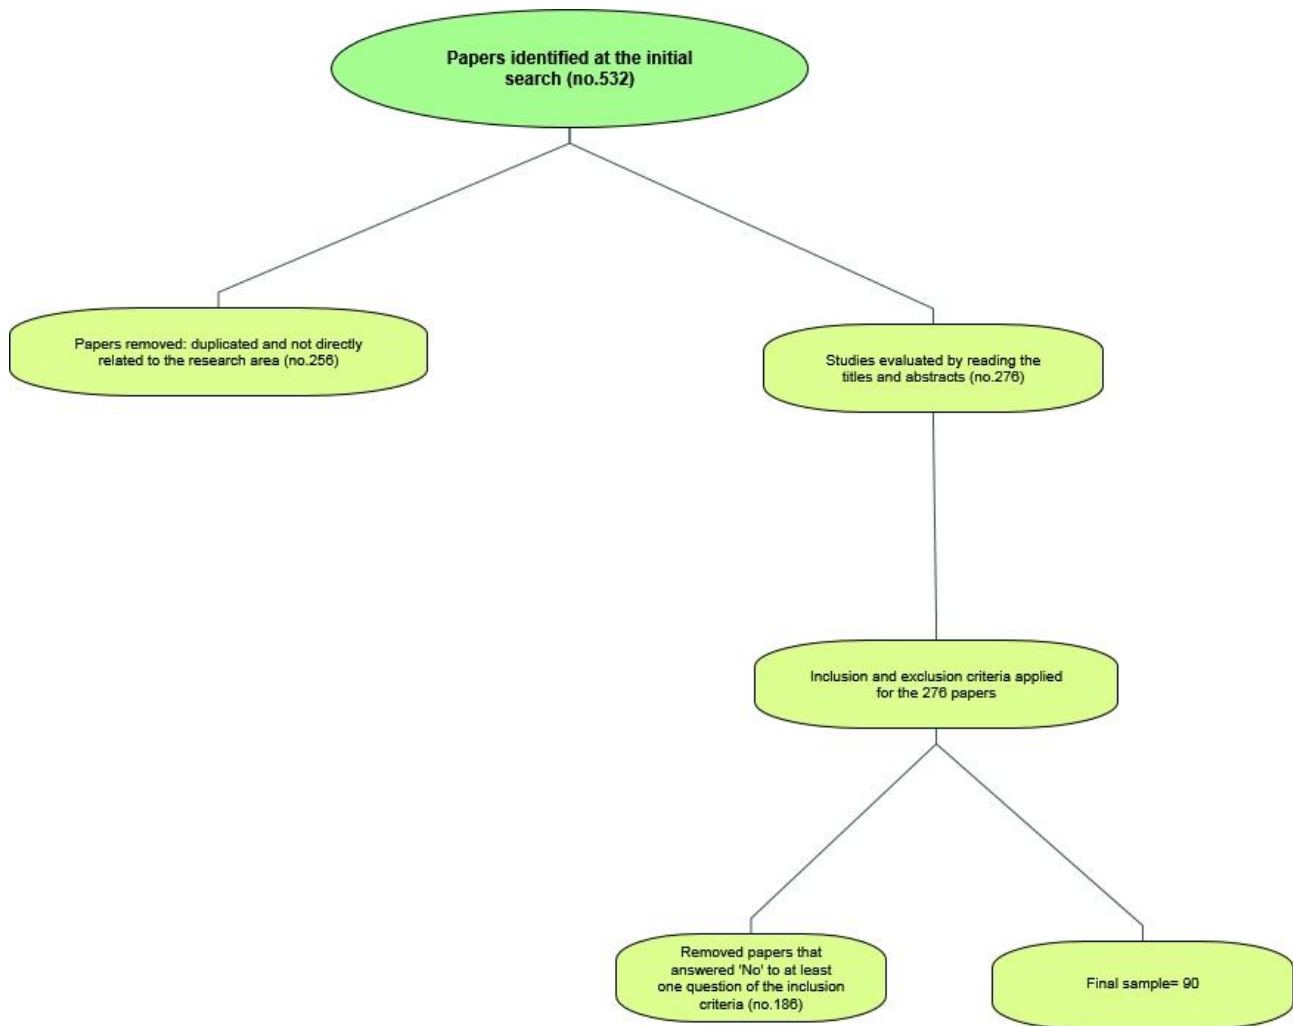 Papers identified at the initial
search (no.532)
Papers removed: duplicated and not directly
related to the research area (no.256)
Studies evaluated by reading the
titles and abstracts (no.276)
Inclusion and exclusion criteria applied
for the 276 papers
Removed papers that
answered 'No' to at least
one question of the inclusion
criteria (no.186)
Final sample= 90